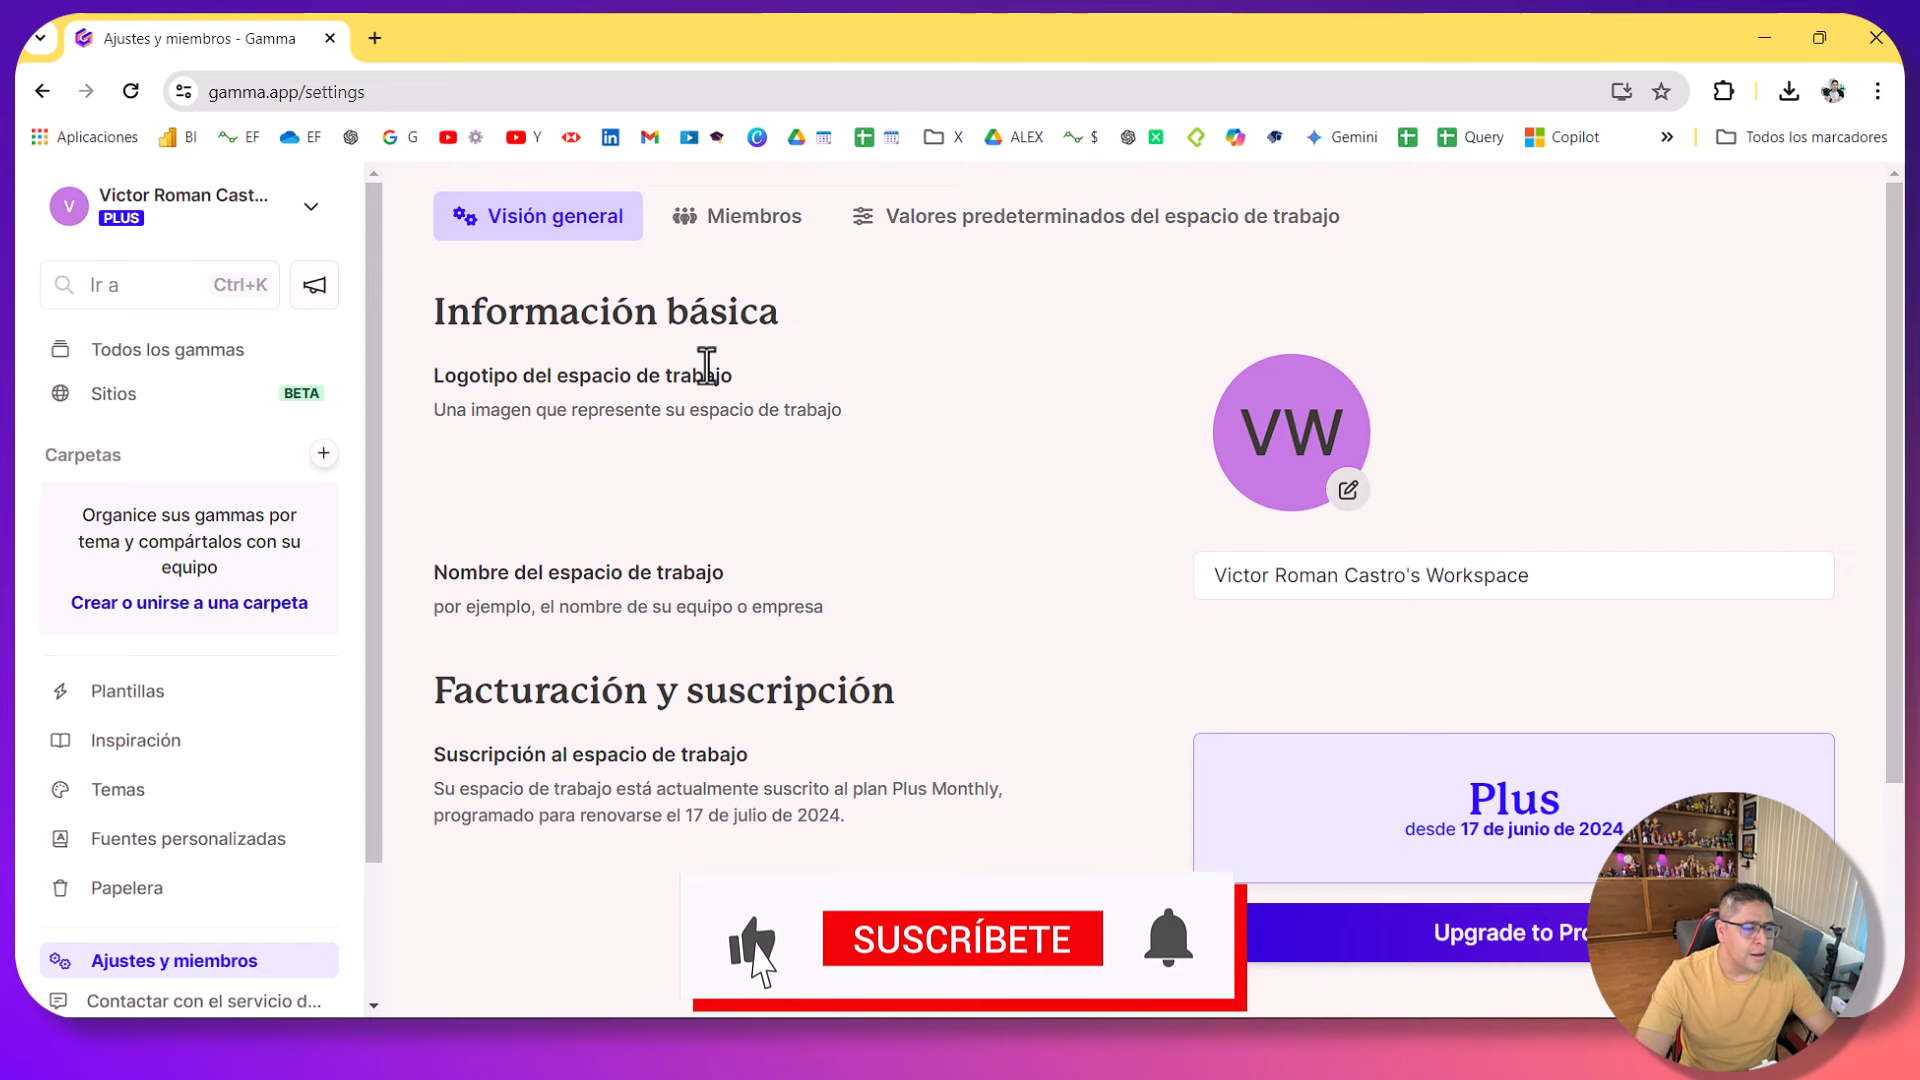 Ajustes y miembros - Gamma
gamma.app/settings
Aplicaciones
BI
EF
EF
G
Y
X
ALEX
$
Gemini
Query
Copilot
Todos los marcadores
V
Victor Roman Cast...
PLUS
Ir a
Ctrl+K
Todos los gammas
Sitios
BETA
Carpetas
Organice sus gammas por
tema y compártalos con su
equipo
Crear o unirse a una carpeta
Plantillas
Inspiración
Temas
Fuentes personalizadas
Papelera
Ajustes y miembros
Contactar con el servicio d...
Visión general
Miembros
Valores predeterminados del espacio de trabajo
Información básica
Logotipo del espacio de trabajo
Una imagen que represente su espacio de trabajo
VW
Nombre del espacio de trabajo
por ejemplo, el nombre de su equipo o empresa
Victor Roman Castro's Workspace
Facturación y suscripción
Suscripción al espacio de trabajo
Su espacio de trabajo está actualmente suscrito al plan Plus Monthly,
programado para renovarse el 17 de julio de 2024.
Plus
desde 17 de junio de 2024
Upgrade to Pro
SUSCRÍBETE